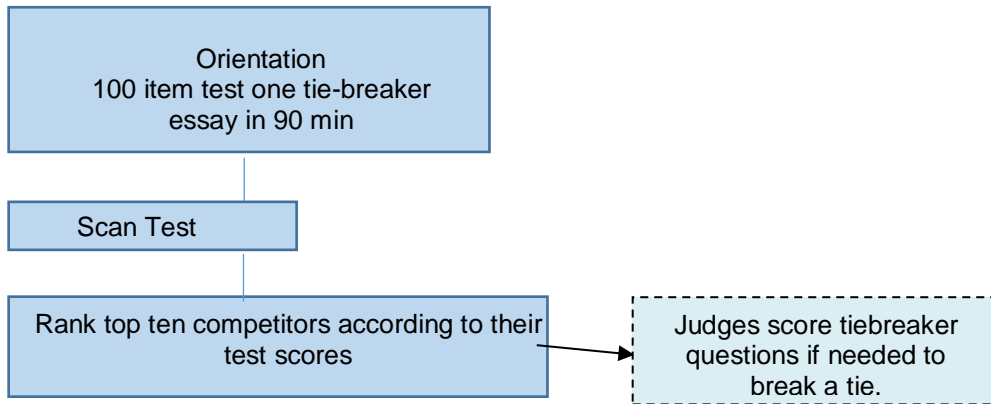 Orientation
100 item test one tie-breaker
essay in 90 min
Scan Test
Rank top ten competitors according to their
test scores
Judges score tiebreaker
questions if needed to
break a tie.